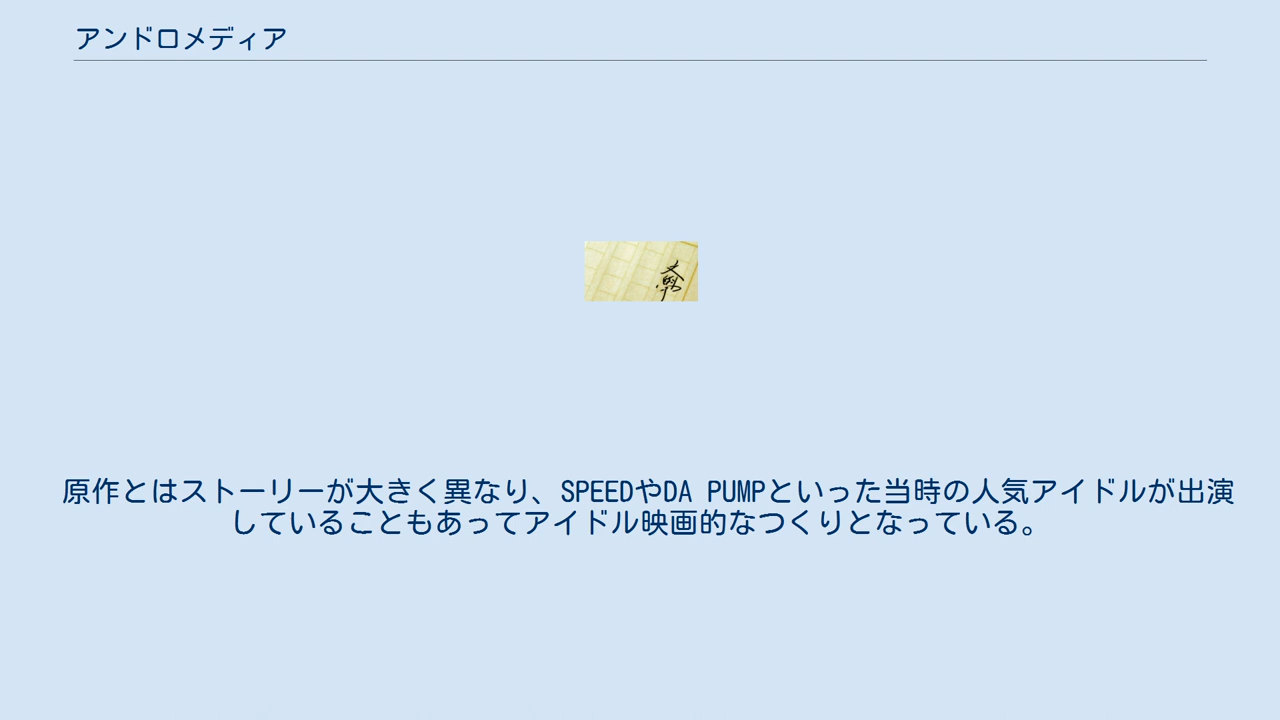 アンドロメディア
原作とはストーリーが大きく異なり、SPEEDやDA PUMPといった当時の人気アイドルが出演
していることもあってアイドル映画的なつくりとなっている。